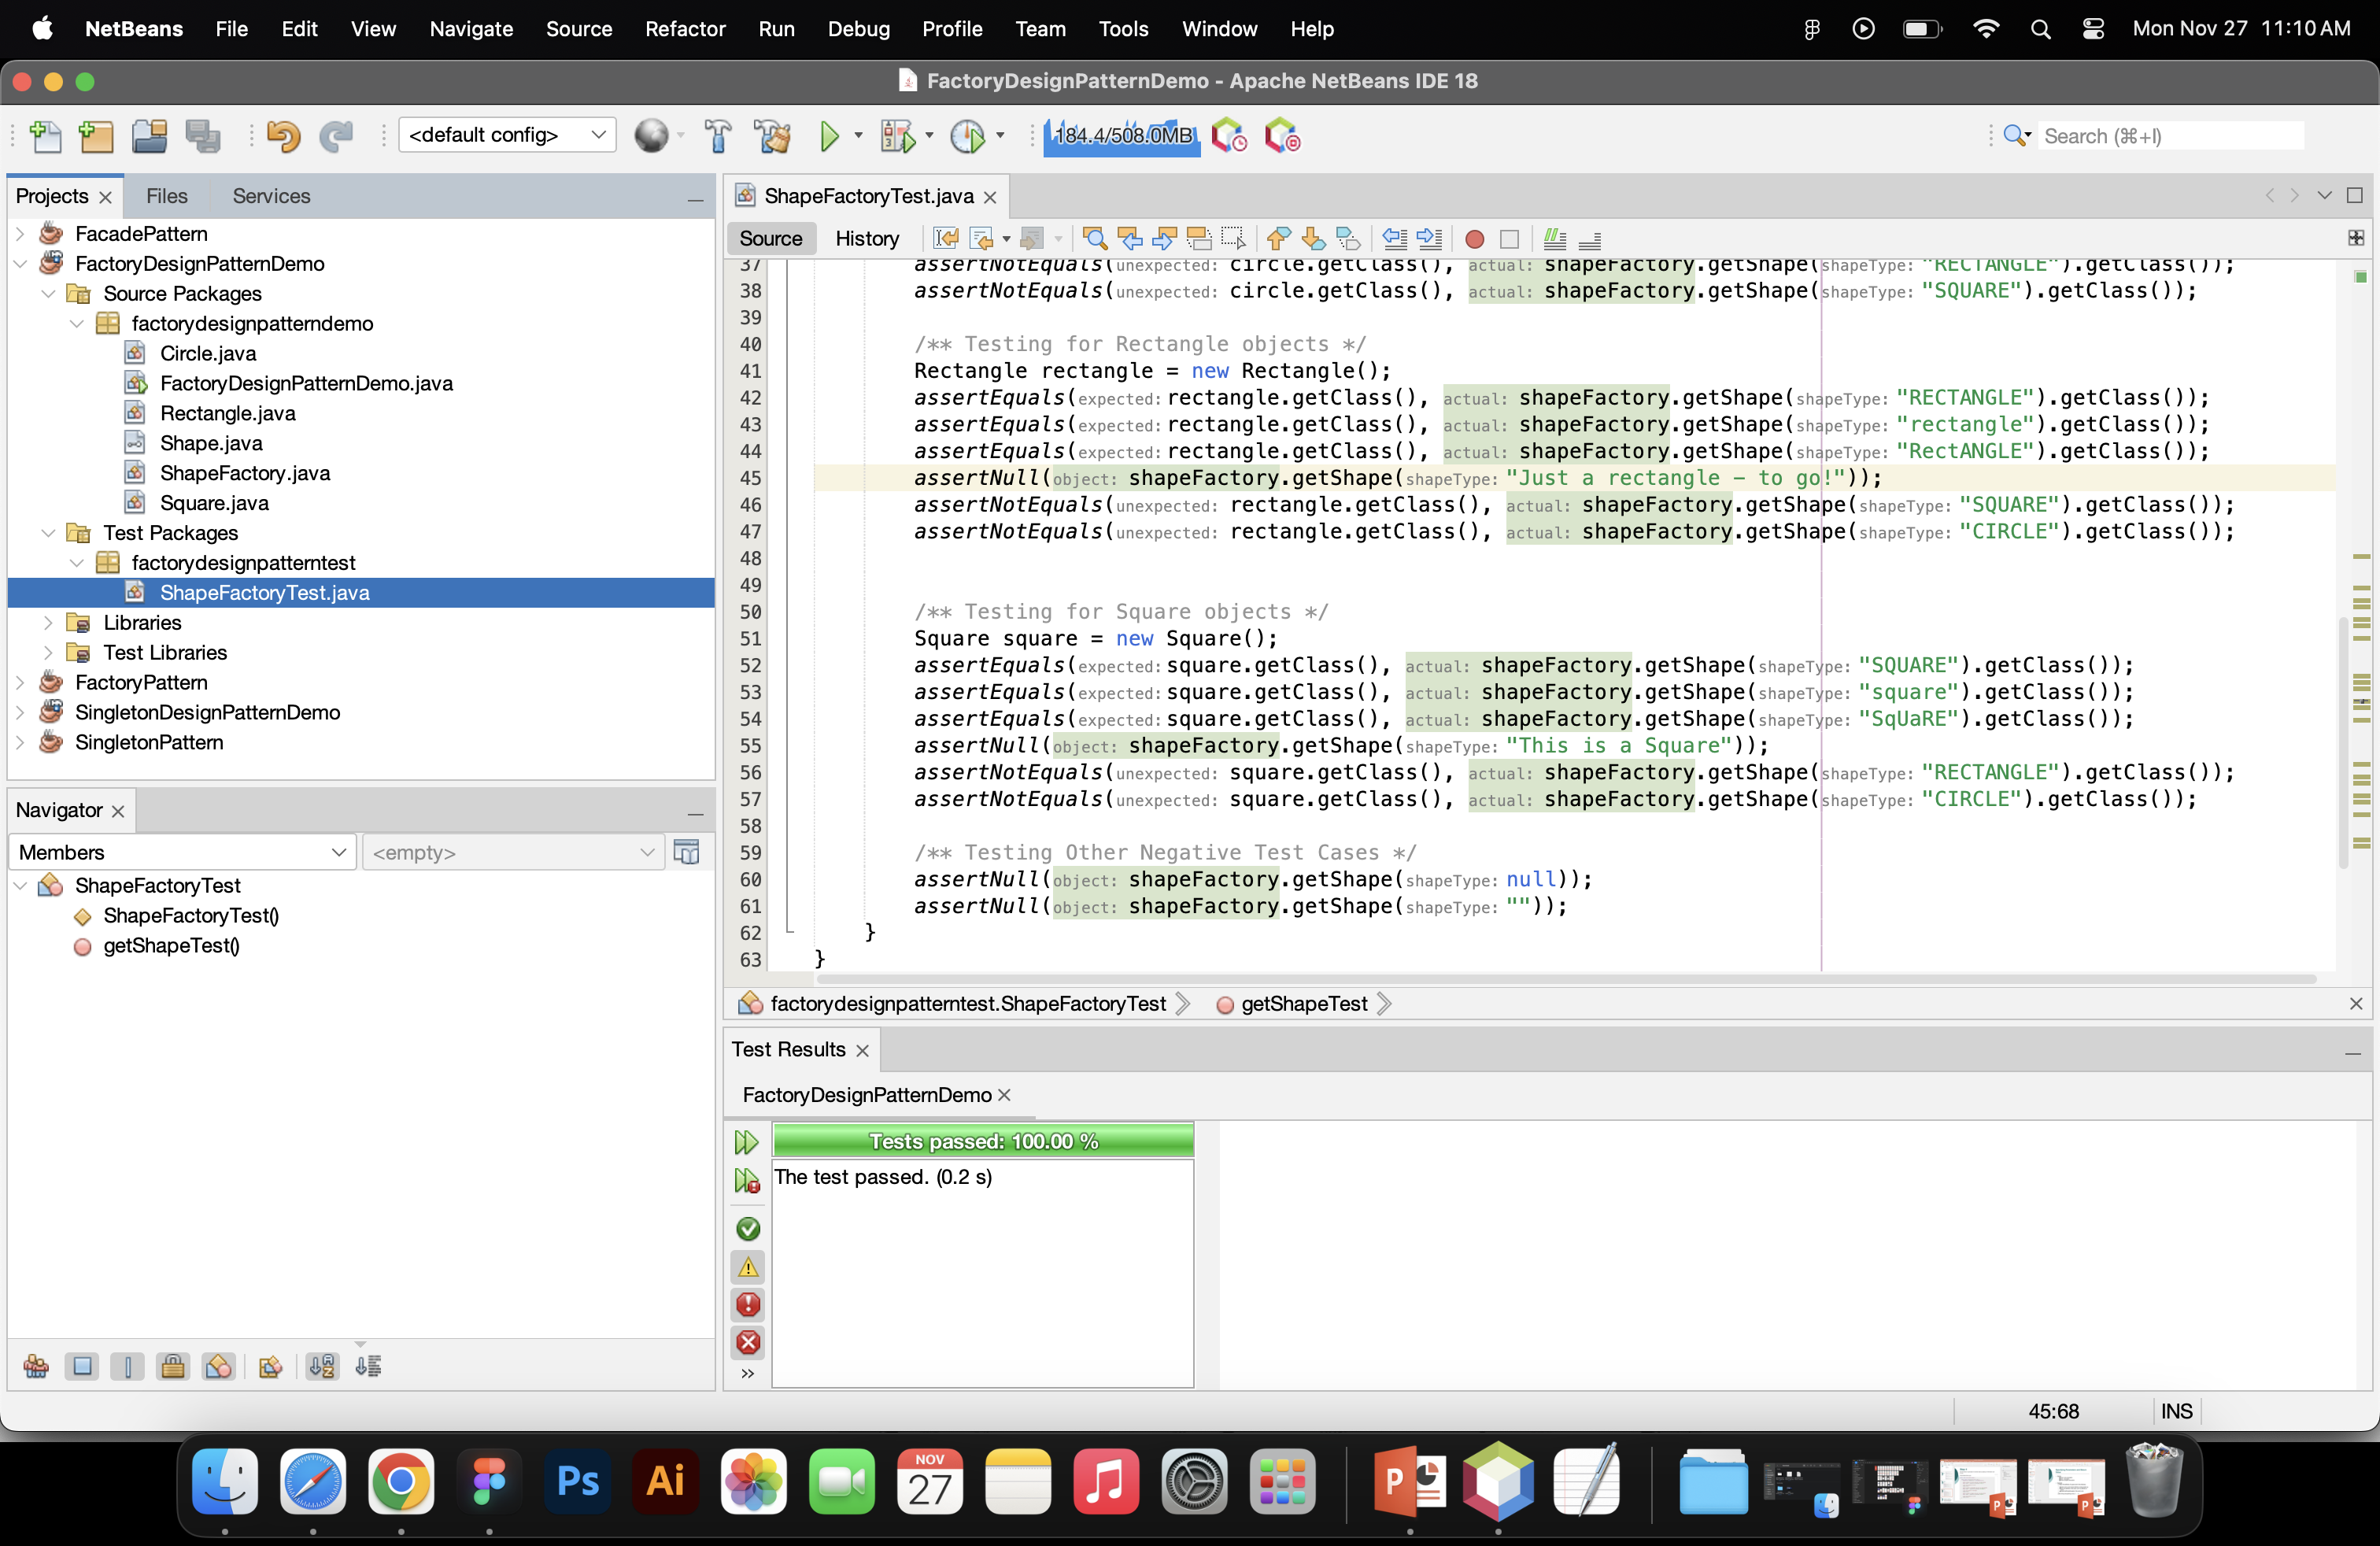 NetBeans File Edit View Navigate Source Refactor Run Debug Profile Team Tools Window Help Mon Nov 27 11:10 AM
FactoryDesignPatternDemo - Apache NetBeans IDE 18
<default config> 184.4/508.0MB Search (⌘+I)
Projects Files Services
FacadePattern
FactoryDesignPatternDemo
Source Packages
factorydesignpatterndemo
Circle.java
FactoryDesignPatternDemo.java
Rectangle.java
Shape.java
ShapeFactory.java
Square.java
Test Packages
factorydesignpatterntest
ShapeFactoryTest.java
Libraries
Test Libraries
FactoryPattern
SingletonDesignPatternDemo
SingletonPattern
Navigator
Members <empty>
ShapeFactoryTest
ShapeFactoryTest()
getShapeTest()
ShapeFactoryTest.java
Source History
37 assertNotEquals(unexpected: circle.getClass(), actual: shapeFactory.getShape(shapeType: "RECTANGLE").getClass());
38 assertNotEquals(unexpected: circle.getClass(), actual: shapeFactory.getShape(shapeType: "SQUARE").getClass());
39
40 /** Testing for Rectangle objects */
41 Rectangle rectangle = new Rectangle();
42 assertEquals(expected: rectangle.getClass(), actual: shapeFactory.getShape(shapeType: "RECTANGLE").getClass());
43 assertEquals(expected: rectangle.getClass(), actual: shapeFactory.getShape(shapeType: "rectangle").getClass());
44 assertEquals(expected: rectangle.getClass(), actual: shapeFactory.getShape(shapeType: "RectANGLE").getClass());
45 assertNull(object: shapeFactory.getShape(shapeType: "Just a rectangle – to go!"));
46 assertNotEquals(unexpected: rectangle.getClass(), actual: shapeFactory.getShape(shapeType: "SQUARE").getClass());
47 assertNotEquals(unexpected: rectangle.getClass(), actual: shapeFactory.getShape(shapeType: "CIRCLE").getClass());
48
49
50 /** Testing for Square objects */
51 Square square = new Square();
52 assertEquals(expected: square.getClass(), actual: shapeFactory.getShape(shapeType: "SQUARE").getClass());
53 assertEquals(expected: square.getClass(), actual: shapeFactory.getShape(shapeType: "square").getClass());
54 assertEquals(expected: square.getClass(), actual: shapeFactory.getShape(shapeType: "SqUaRE").getClass());
55 assertNull(object: shapeFactory.getShape(shapeType: "This is a Square"));
56 assertNotEquals(unexpected: square.getClass(), actual: shapeFactory.getShape(shapeType: "RECTANGLE").getClass());
57 assertNotEquals(unexpected: square.getClass(), actual: shapeFactory.getShape(shapeType: "CIRCLE").getClass());
58
59 /** Testing Other Negative Test Cases */
60 assertNull(object: shapeFactory.getShape(shapeType: null));
61 assertNull(object: shapeFactory.getShape(shapeType: ""));
62 }
63 }
factorydesignpatterntest.ShapeFactoryTest getShapeTest
Test Results
FactoryDesignPatternDemo
Tests passed: 100.00 %
The test passed. (0.2 s)
45:68 INS
Ps Ai NOV 27 P